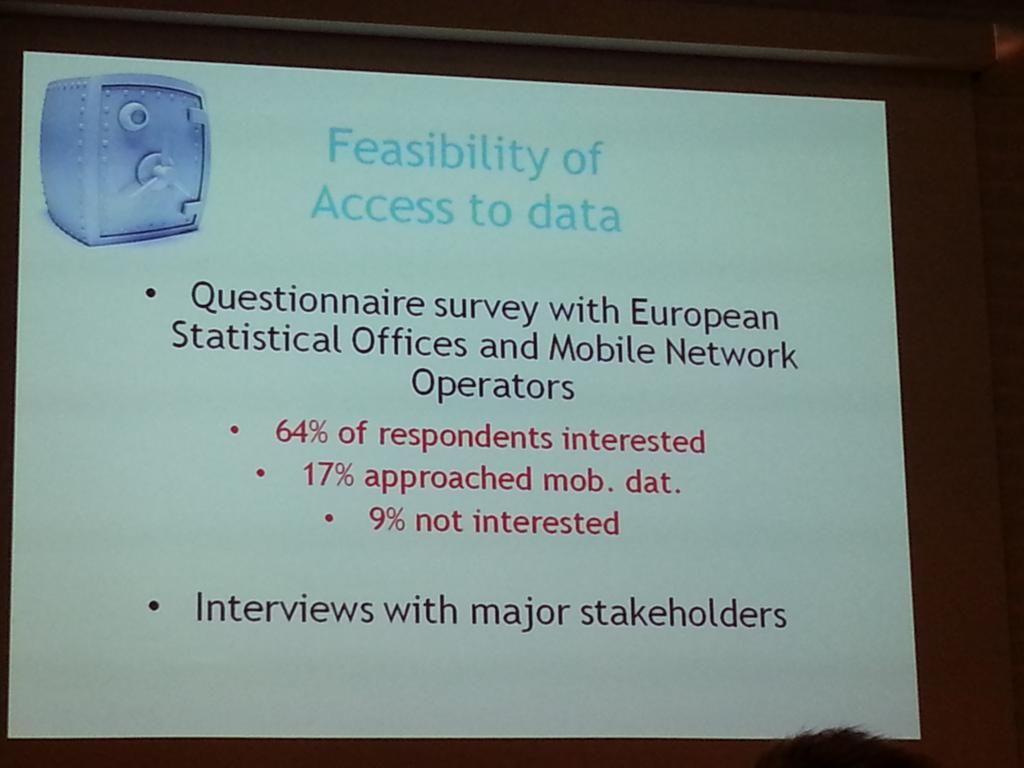 Feasibility of
Access to data
• Questionnaire survey with European
Statistical Offices and Mobile Network
Operators
• 64% of respondents interested
• 17% approached mob. dat.
• 9% not interested
• Interviews with major stakeholders